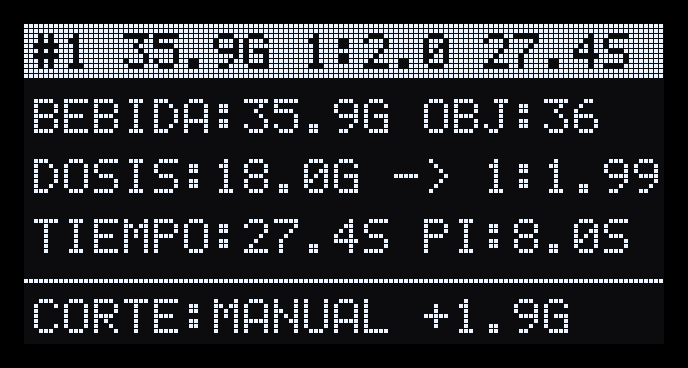 #1 35.9G 1:2.0 27.4S
BEBIDA:35.9G OBJ:36
DOSIS:18.0G -> 1:1.99
TIEMPO:27.4S PI:8.0S
CORTE:MANUAL +1.9G